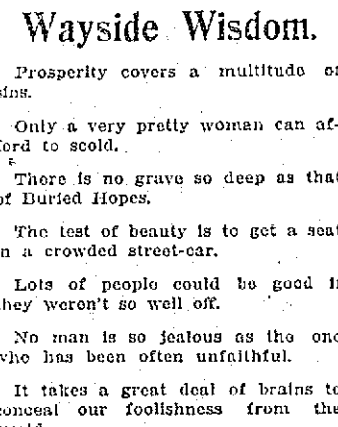 Wayside Wisdom.
Prosperity covers a multitude of
sins.
Only a very pretty woman can af-
ford to scold.
There is no grave so deep as that
of Buried Hopes.
The test of beauty is to get a seat
in a crowded street-car.
Lots of people could be good if
they weren't so well off.
No man is so jealous as the one
who has been often unfaithful.
It takes a great deal of brains to
conceal our foolishness from the